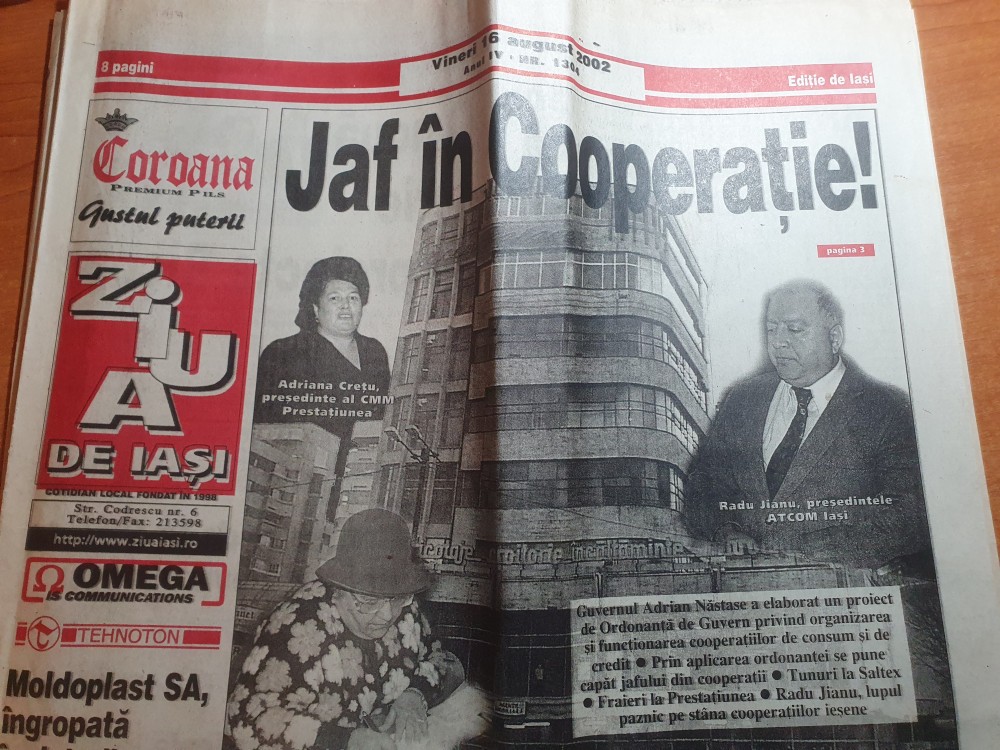 8 pagini
Vineri 16 august 2002
Anul IV · NR. 1304
Ediție de Iași
Coroana
PREMIUM PILS
Gustul puterii
Jaf în Cooperație!
pagina 3
ZIUA
DE IAȘI
COTIDIAN LOCAL FONDAT ÎN 1998
Str. Codrescu nr. 6
Telefon/Fax: 213598
http://www.ziuaiasi.ro
Ω OMEGA
IS COMMUNICATIONS
TEHNOTON
Moldoplast SA,
îngropată
Adriana Crețu,
președinte al CMM
Prestațiunea
Radu Jianu, președintele
ATCOM Iași
Guvernul Adrian Năstase a elaborat un proiect
de Ordonanță de Guvern privind organizarea
și funcționarea cooperațiilor de consum și de
credit ● Prin aplicarea ordonanței se pune
capăt jafului din cooperații ● Tunuri la Saltex
● Fraieri la Prestațiunea ● Radu Jianu, lupul
paznic pe stâna cooperațiilor ieșene